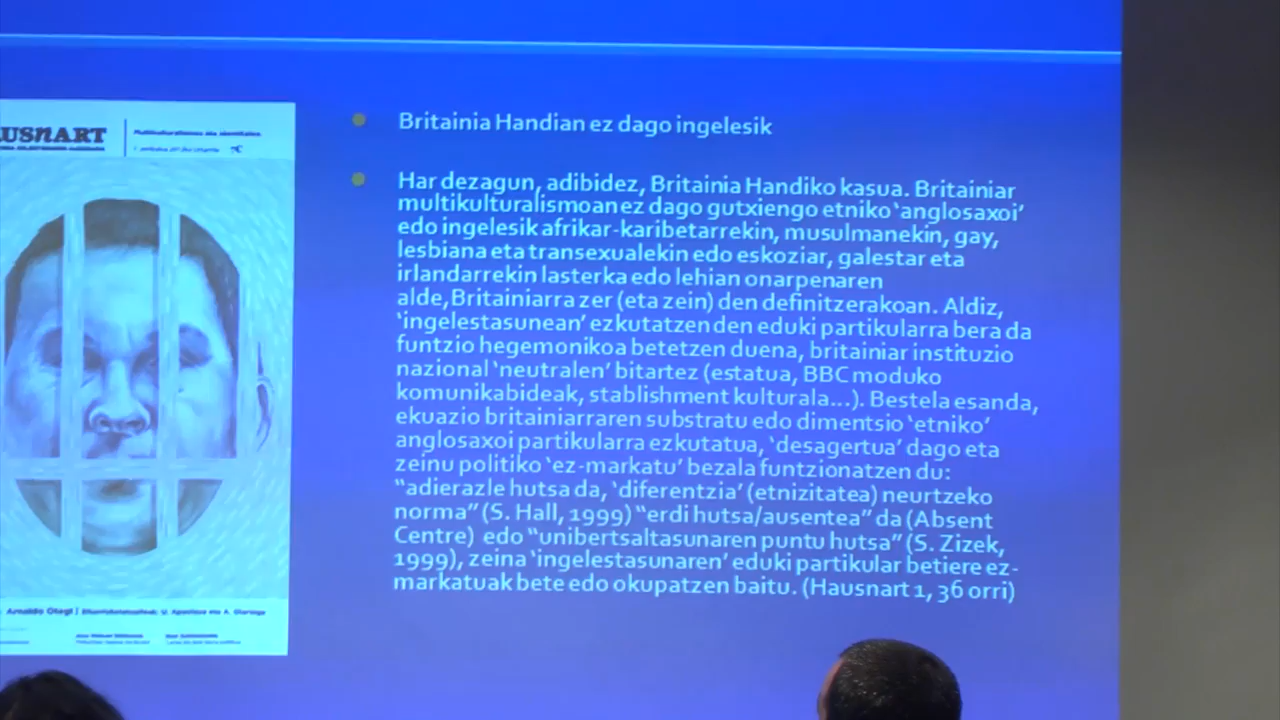 USnART
Multikulturalismoa eta identitatea
7€
Britainia Handian ez dago ingelesik
Har dezagun, adibidez, Britainia Handiko kasua. Britainiar
multikulturalismoan ez dago gutxiengo etniko 'anglosaxoi'
edo ingelesik afrikar-karibetarrekin, musulmanekin, gay,
lesbiana eta transexualekin edo eskoziar, galestar eta
irlandarrekin lasterka edo lehian onarpenaren
alde, Britainiarra zer (eta zein) den definitzerakoan. Aldiz,
'ingelestasunean' ezkutatzen den eduki partikularra bera da
funtzio hegemonikoa betetzen duena, britainiar instituzio
nazional 'neutralen' bitartez (estatua, BBC moduko
komunikabideak, stablishment kulturala...). Bestela esanda,
ekuazio britainiarraren substratu edo dimentsio 'etniko'
anglosaxoi partikularra ezkutatua, 'desagertua' dago eta
zeinu politiko 'ez-markatu' bezala funtzionatzen du:
"adierazle hutsa da, 'diferentzia' (etnizitatea) neurtzeko
norma" (S. Hall, 1999) "erdi hutsa/ausentea" da (Absent
Centre) edo "unibertsaltasunaren puntu hutsa" (S. Zizek,
1999), zeina 'ingelestasunaren' eduki partikular betiere ez-
markatuak bete edo okupatzen baitu. (Hausnart 1, 36 orri)
Arnaldo Otegi |